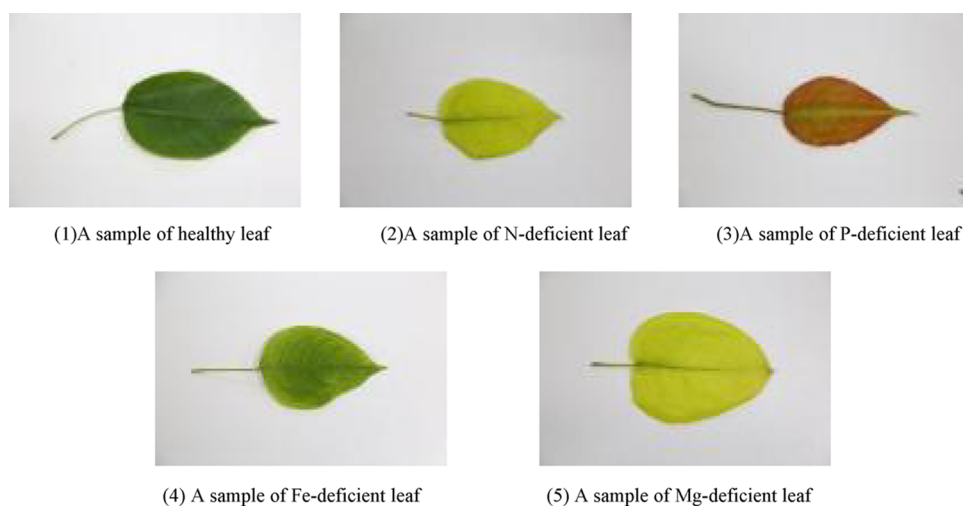 (1)A sample of healthy leaf
(2)A sample of N-deficient leaf
(3)A sample of P-deficient leaf
(4) A sample of Fe-deficient leaf
(5) A sample of Mg-deficient leaf